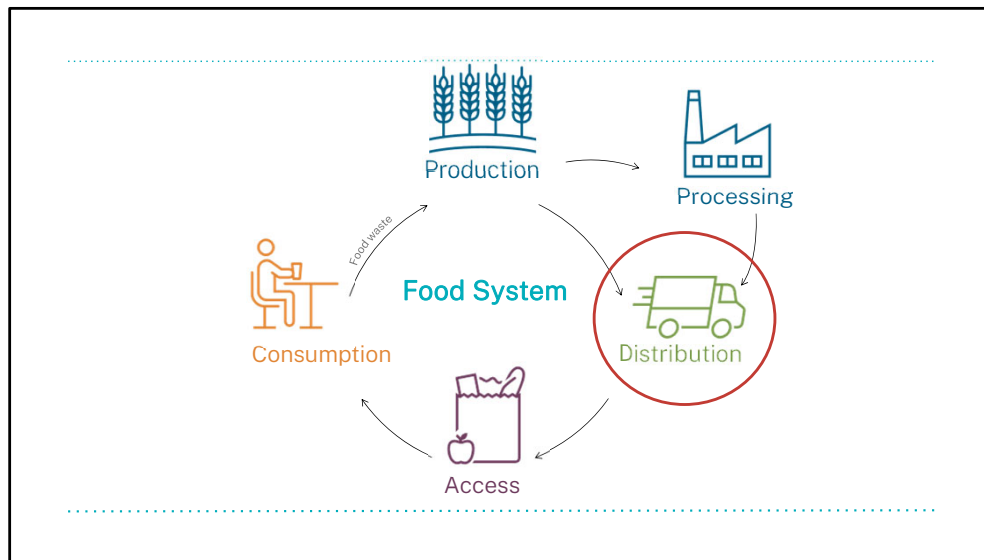 Production
Processing
Food waste
Food System
Distribution
Consumption
Access